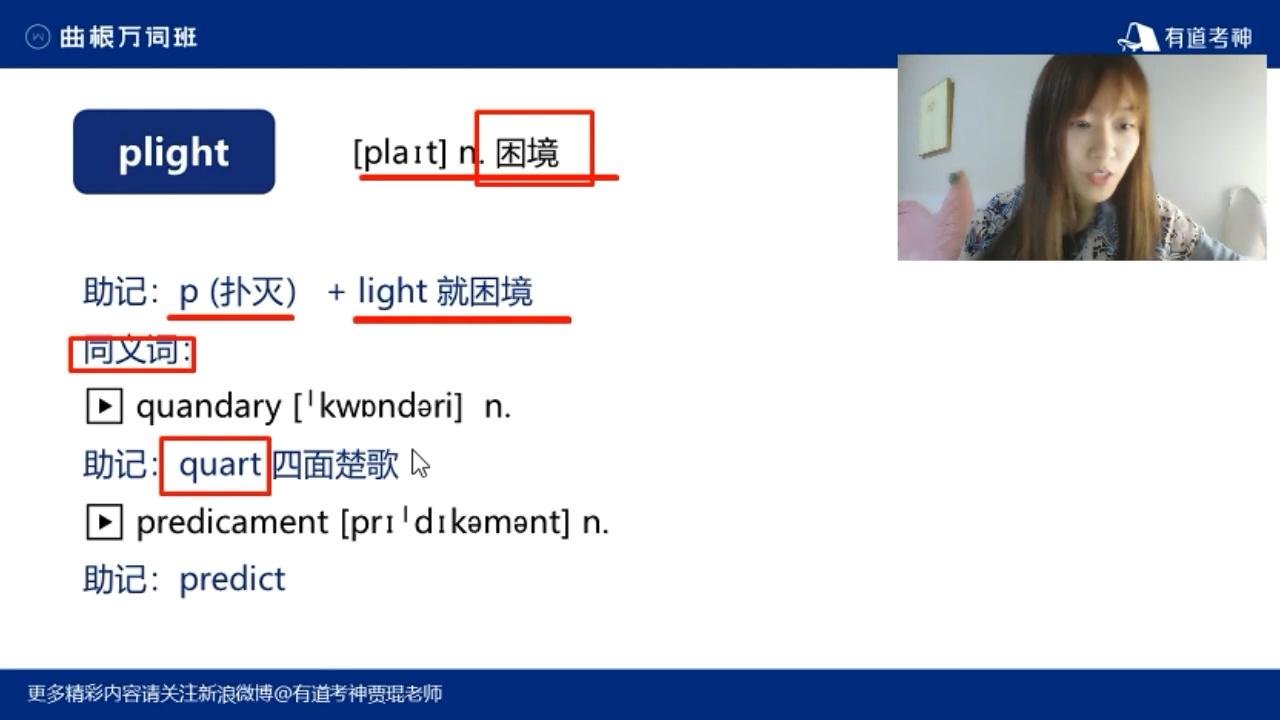 曲根万词班
有道考神
plight
[plaɪt] n. 困境
助记：p (扑灭) + light 就困境
同义词：
quandary [ˈkwɒndəri] n.
助记：quart 四面楚歌
predicament [prɪˈdɪkəmənt] n.
助记：predict
更多精彩内容请关注新浪微博@有道考神贾琨老师